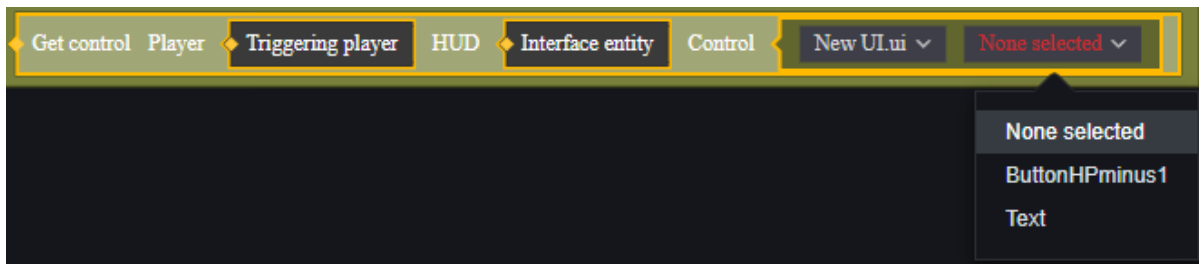 Get control Player Triggering player HUD Interface entity Control New UI.ui None selected
None selected
ButtonHPminus1
Text